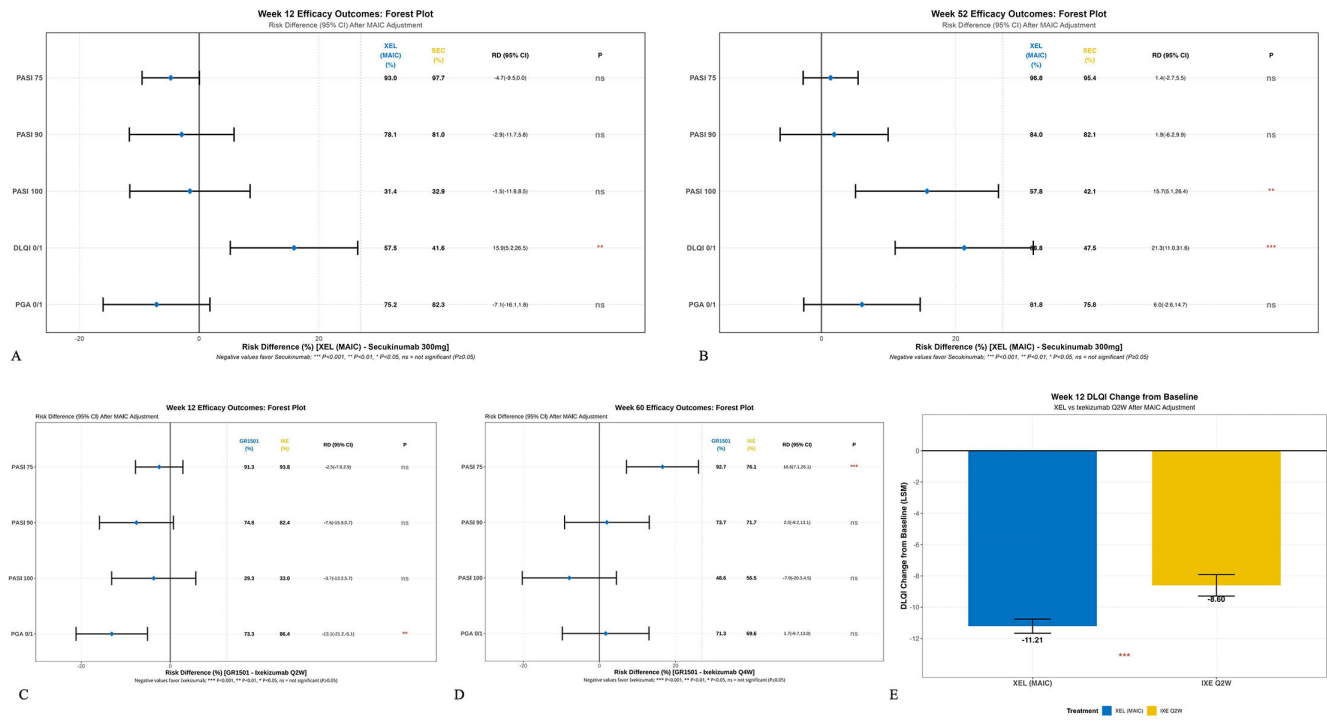 Week 12 Efficacy Outcomes: Forest Plot
Risk Difference (95% CI) After MAIC Adjustment
XEL (MAIC) (%) SEC (%) RD (95% CI) P
PASI 75 93.0 97.7 -4.7(-9.5,0.0) ns
PASI 90 78.1 81.0 -2.9(-11.7,5.8) ns
PASI 100 31.4 32.9 -1.5(-11.6,8.5) ns
DLQI 0/1 57.5 41.6 15.9(5.2,26.5) **
PGA 0/1 75.2 82.3 -7.1(-16.1,1.8) ns
-20 0 20
Risk Difference (%) [XEL (MAIC) - Secukinumab 300mg]
Negative values favor Secukinumab; *** P<0.001, ** P<0.01, * P<0.05, ns = not significant (P≥0.05)
A
Week 52 Efficacy Outcomes: Forest Plot
Risk Difference (95% CI) After MAIC Adjustment
XEL (MAIC) (%) SEC (%) RD (95% CI) P
PASI 75 96.8 95.4 1.4(-2.7,5.5) ns
PASI 90 84.0 82.1 1.9(-6.2,9.9) ns
PASI 100 57.8 42.1 15.7(5.1,26.4) **
DLQI 0/1 47.5 21.3(11.0,31.6) ***
PGA 0/1 81.8 75.8 6.0(-2.6,14.7) ns
0 20
Risk Difference (%) [XEL (MAIC) - Secukinumab 300mg]
Negative values favor Secukinumab; *** P<0.001, ** P<0.01, * P<0.05, ns = not significant (P≥0.05)
B
Week 12 Efficacy Outcomes: Forest Plot
Risk Difference (95% CI) After MAIC Adjustment
GR1501 (%) IXE (%) RD (95% CI) P
PASI 75 91.3 93.8 -2.5(-7.8,2.9) ns
PASI 90 74.8 82.4 -7.6(-15.9,0.7) ns
PASI 100 29.3 33.0 -3.7(-13.2,5.7) ns
PGA 0/1 73.3 86.4 -13.1(-21.2,-5.1) **
-20 0
Risk Difference (%) [GR1501 - Ixekizumab Q2W]
Negative values favor Ixekizumab; *** P<0.001, ** P<0.01, * P<0.05, ns = not significant (P≥0.05)
C
Week 60 Efficacy Outcomes: Forest Plot
Risk Difference (95% CI) After MAIC Adjustment
GR1501 (%) IXE (%) RD (95% CI) P
PASI 75 92.7 76.1 16.6(7.1,26.1) ***
PASI 90 73.7 71.7 2.0(-9.2,13.1) ns
PASI 100 48.6 56.5 -7.9(-20.3,4.5) ns
PGA 0/1 71.3 69.6 1.7(-9.7,13.0) ns
-20 0 20
Risk Difference (%) [GR1501 - Ixekizumab Q4W]
Negative values favor Ixekizumab; *** P<0.001, ** P<0.01, * P<0.05, ns = not significant (P≥0.05)
D
Week 12 DLQI Change from Baseline
XEL vs Ixekizumab Q2W After MAIC Adjustment
DLQI Change from Baseline (LSM)
0
-2
-4
-6
-8
-10
-12
-8.60
-11.21
***
XEL (MAIC) IXE Q2W
Treatment XEL (MAIC) IXE Q2W
E